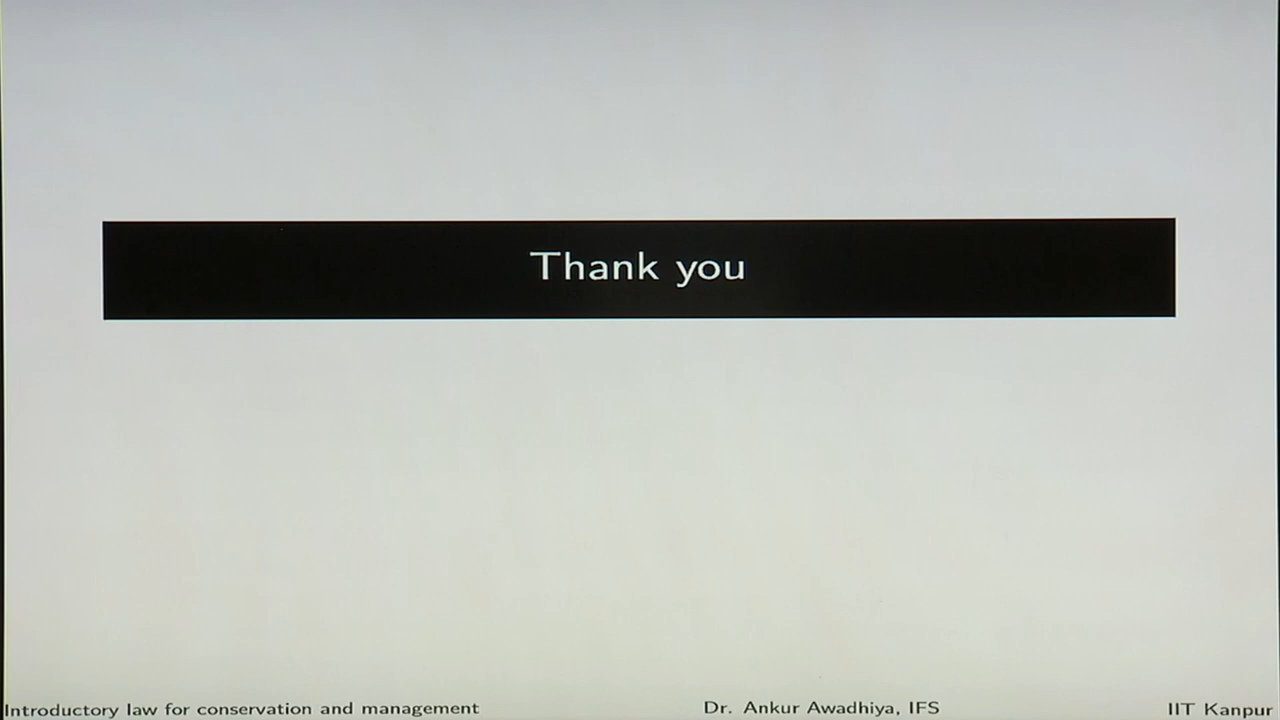 Thank you
Introductory law for conservation and management Dr. Ankur Awadhiya, IFS IIT Kanpur